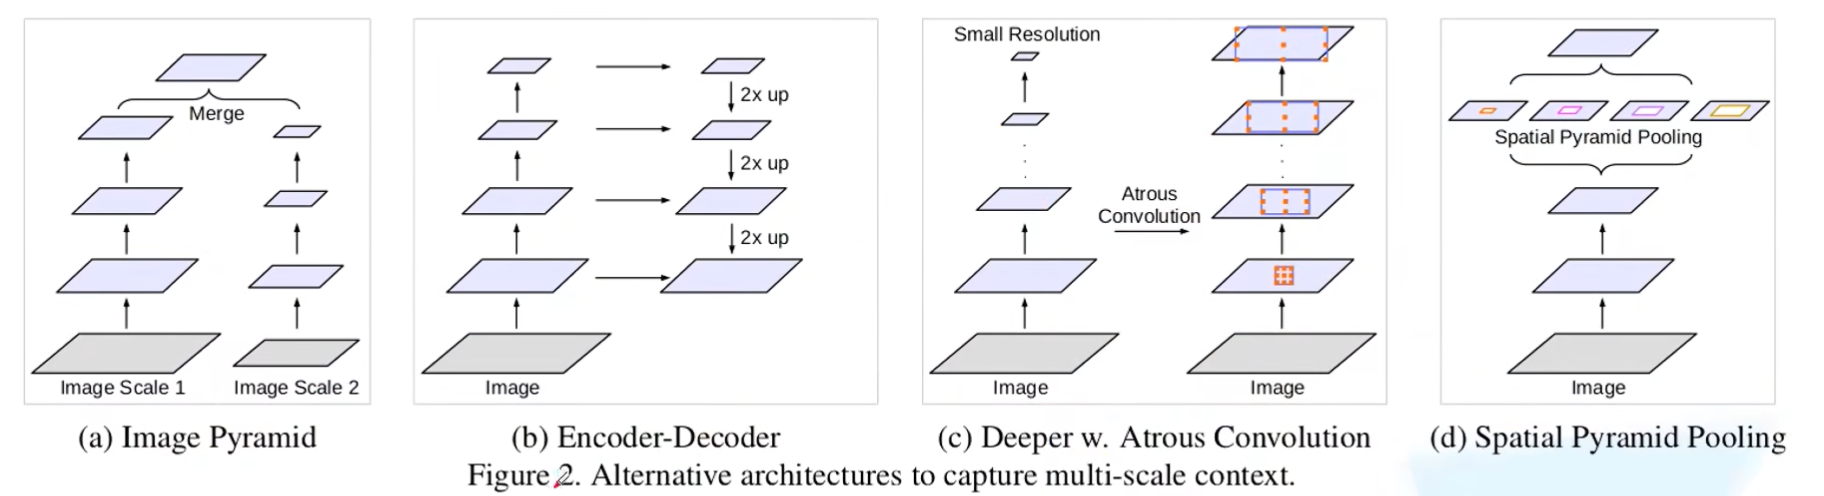 Merge
Image Scale 1
Image Scale 2
(a) Image Pyramid
2x up
2x up
2x up
Image
(b) Encoder-Decoder
Small Resolution
Atrous
Convolution
Image
Image
(c) Deeper w. Atrous Convolution
Spatial Pyramid Pooling
Image
(d) Spatial Pyramid Pooling
Figure 2. Alternative architectures to capture multi-scale context.